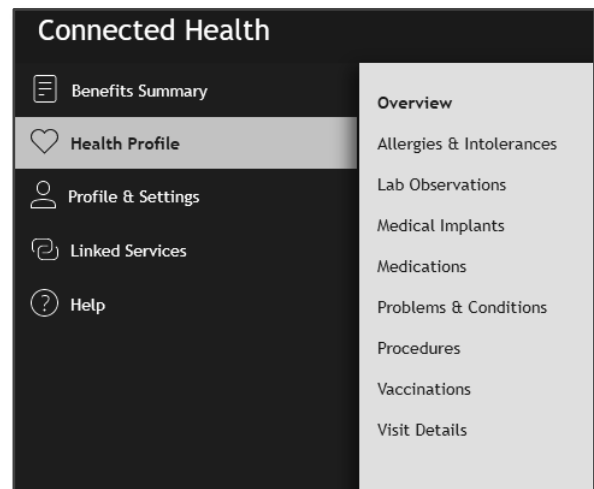 Connected Health
Benefits Summary
Health Profile
Profile & Settings
Linked Services
Help
Overview
Allergies & Intolerances
Lab Observations
Medical Implants
Medications
Problems & Conditions
Procedures
Vaccinations
Visit Details